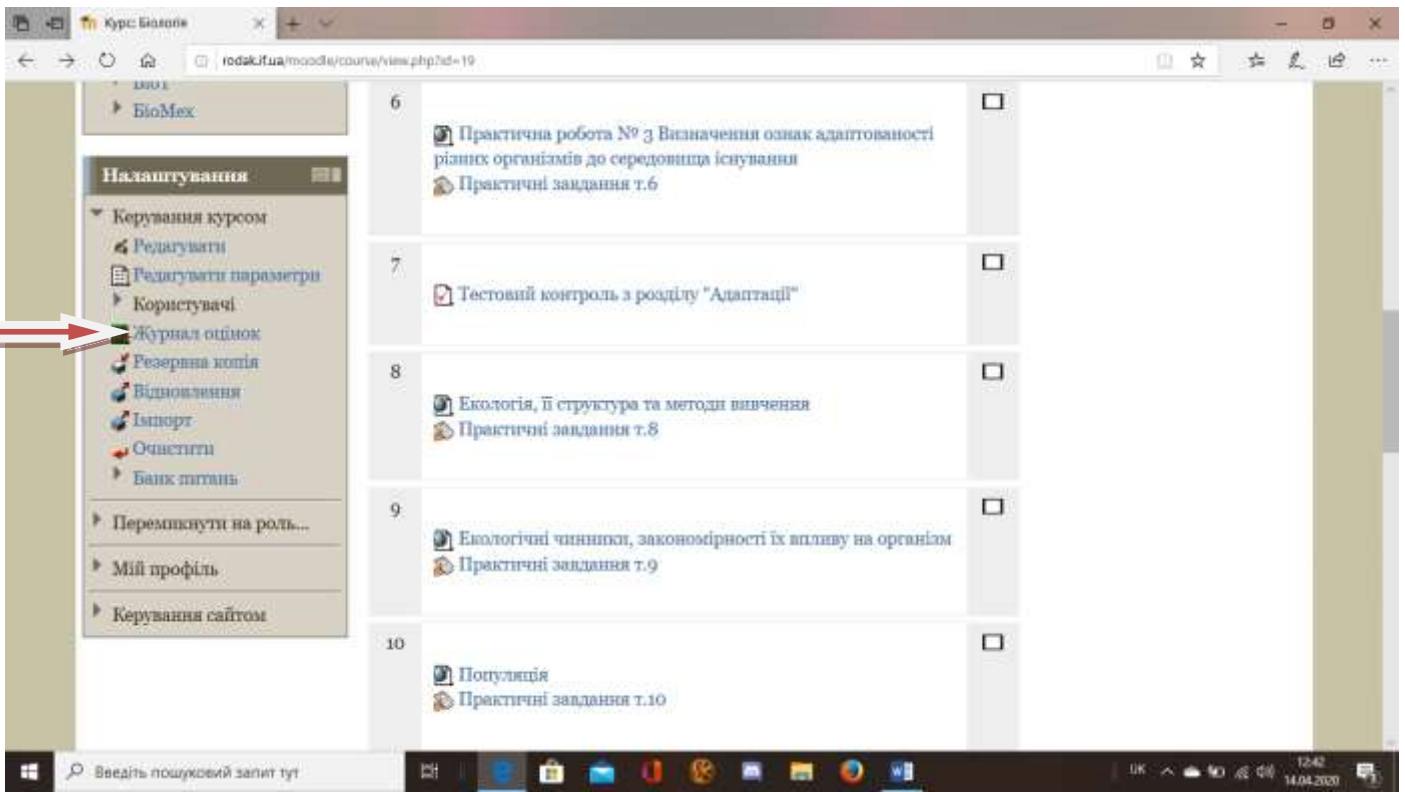 Курс: Біологія
rodak.if.ua/moodle/course/view.php?id=19
БіоМех
Налаштування
Керування курсом
Редагувати
Редагувати параметри
Користувачі
Журнал оцінок
Резервна копія
Відновлення
Імпорт
Очистити
Банк питань
Перемикнути на роль...
Мій профіль
Керування сайтом
6
Практична робота № 3 Визначення ознак адаптованості
різних організмів до середовища існування
Практичні завдання т.6
7
Тестовий контроль з розділу "Адаптації"
8
Екологія, її структура та методи вивчення
Практичні завдання т.8
9
Екологічні чинники, закономірності їх впливу на організм
Практичні завдання т.9
10
Популяція
Практичні завдання т.10
Введіть пошуковий запит тут
UK
12:42
14.04.2020